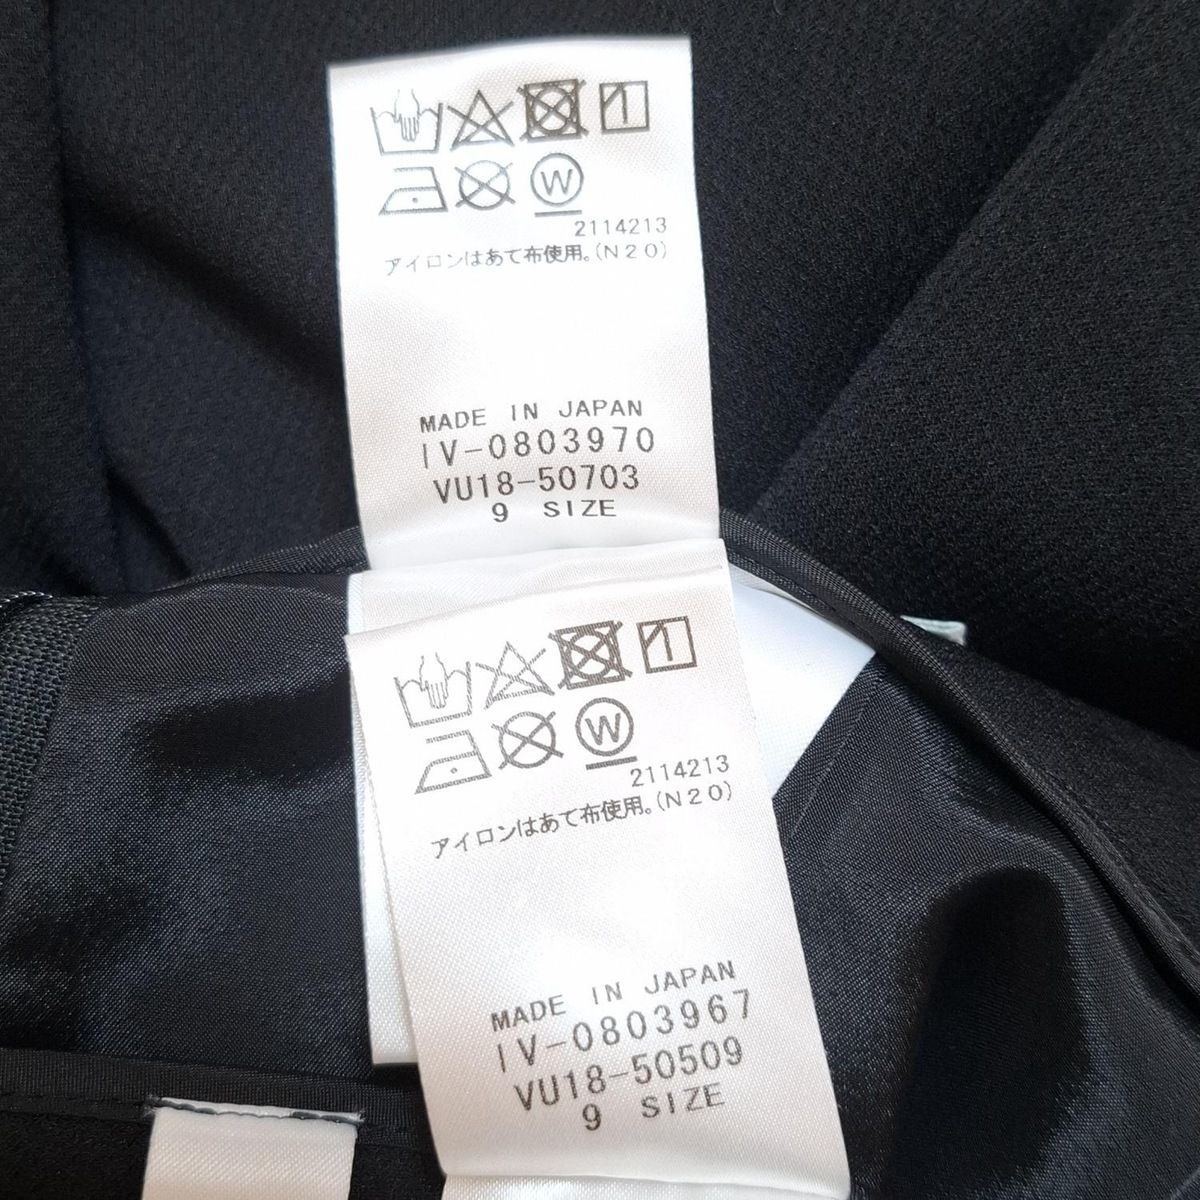 W
2114213
アイロンはあて布使用。(N20)
MADE IN JAPAN
IV-0803970
VU18-50703
9 SIZE
W
2114213
アイロンはあて布使用。(N20)
MADE IN JAPAN
IV-0803967
VU18-50509
9 SIZE